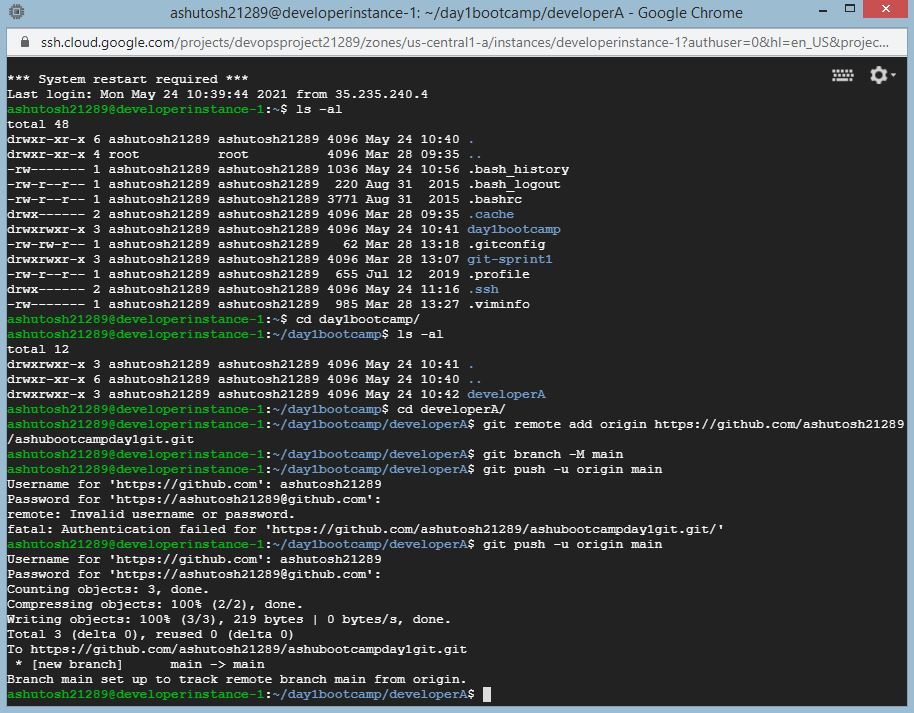 ashutosh21289@developerinstance-1: ~/day1bootcamp/developerA - Google Chrome
ssh.cloud.google.com/projects/devopsproject21289/zones/us-central1-a/instances/developerinstance-1?authuser=0&hl=en_US&projec...
*** System restart required ***
Last login: Mon May 24 10:39:44 2021 from 35.235.240.4
ashutosh21289@developerinstance-1:~$ ls -al
total 48
drwxr-xr-x 6 ashutosh21289 ashutosh21289 4096 May 24 10:40 .
drwxr-xr-x 4 root          root          4096 Mar 28 09:35 ..
-rw------- 1 ashutosh21289 ashutosh21289 1036 May 24 10:56 .bash_history
-rw-r--r-- 1 ashutosh21289 ashutosh21289  220 Aug 31  2015 .bash_logout
-rw-r--r-- 1 ashutosh21289 ashutosh21289 3771 Aug 31  2015 .bashrc
drwx------ 2 ashutosh21289 ashutosh21289 4096 Mar 28 09:35 .cache
drwxrwxr-x 3 ashutosh21289 ashutosh21289 4096 May 24 10:41 day1bootcamp
-rw-rw-r-- 1 ashutosh21289 ashutosh21289   62 Mar 28 13:18 .gitconfig
drwxrwxr-x 3 ashutosh21289 ashutosh21289 4096 Mar 28 13:07 git-sprint1
-rw-r--r-- 1 ashutosh21289 ashutosh21289  655 Jul 12  2019 .profile
drwx------ 2 ashutosh21289 ashutosh21289 4096 May 24 11:16 .ssh
-rw------- 1 ashutosh21289 ashutosh21289  985 Mar 28 13:27 .viminfo
ashutosh21289@developerinstance-1:~$ cd day1bootcamp/
ashutosh21289@developerinstance-1:~/day1bootcamp$ ls -al
total 12
drwxrwxr-x 3 ashutosh21289 ashutosh21289 4096 May 24 10:41 .
drwxr-xr-x 6 ashutosh21289 ashutosh21289 4096 May 24 10:40 ..
drwxrwxr-x 3 ashutosh21289 ashutosh21289 4096 May 24 10:42 developerA
ashutosh21289@developerinstance-1:~/day1bootcamp$ cd developerA/
ashutosh21289@developerinstance-1:~/day1bootcamp/developerA$ git remote add origin https://github.com/ashutosh21289
/ashubootcampday1git.git
ashutosh21289@developerinstance-1:~/day1bootcamp/developerA$ git branch -M main
ashutosh21289@developerinstance-1:~/day1bootcamp/developerA$ git push -u origin main
Username for 'https://github.com': ashutosh21289
Password for 'https://ashutosh21289@github.com':
remote: Invalid username or password.
fatal: Authentication failed for 'https://github.com/ashutosh21289/ashubootcampday1git.git/'
ashutosh21289@developerinstance-1:~/day1bootcamp/developerA$ git push -u origin main
Username for 'https://github.com': ashutosh21289
Password for 'https://ashutosh21289@github.com':
Counting objects: 3, done.
Compressing objects: 100% (2/2), done.
Writing objects: 100% (3/3), 219 bytes | 0 bytes/s, done.
Total 3 (delta 0), reused 0 (delta 0)
To https://github.com/ashutosh21289/ashubootcampday1git.git
 * [new branch]      main -> main
Branch main set up to track remote branch main from origin.
ashutosh21289@developerinstance-1:~/day1bootcamp/developerA$